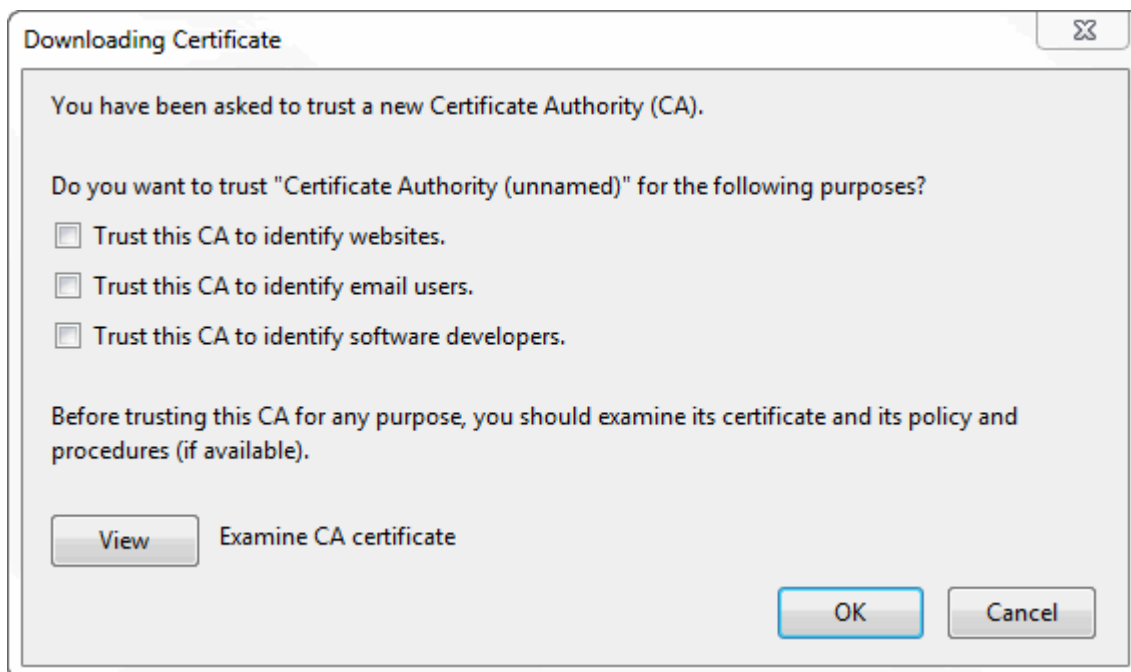 Downloading Certificate
You have been asked to trust a new Certificate Authority (CA).
Do you want to trust "Certificate Authority (unnamed)" for the following purposes?
Trust this CA to identify websites.
Trust this CA to identify email users.
Trust this CA to identify software developers.
Before trusting this CA for any purpose, you should examine its certificate and its policy and
procedures (if available).
View Examine CA certificate
OK Cancel